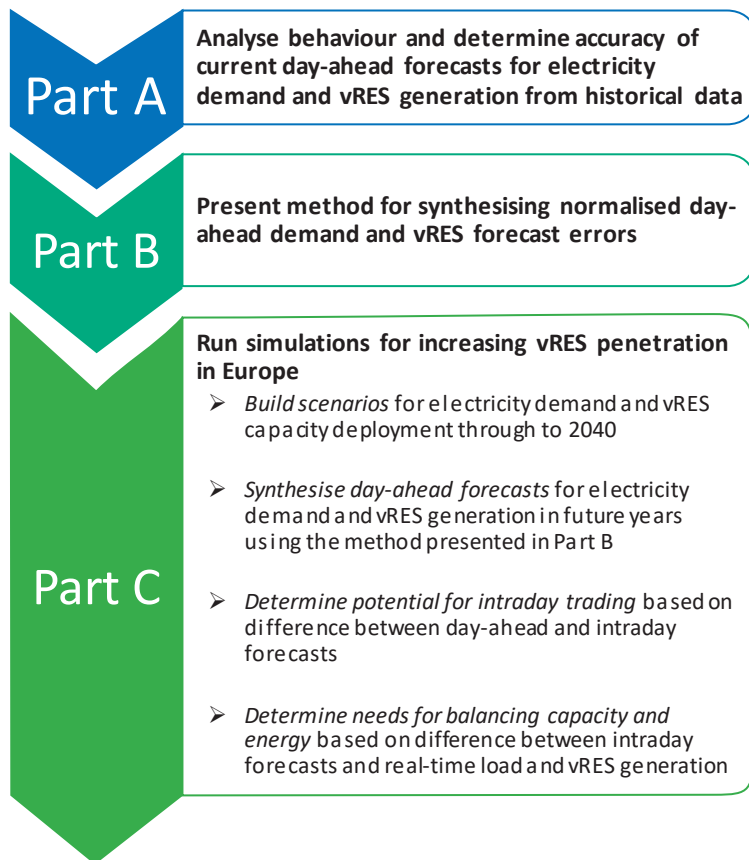 Part A
Analyse behaviour and determine accuracy of
current day-ahead forecasts for electricity
demand and vRES generation from historical data
Part B
Present method for synthesising normalised day-
ahead demand and vRES forecast errors
Part C
Run simulations for increasing vRES penetration
in Europe
➢ Build scenarios for electricity demand and vRES
capacity deployment through to 2040
➢ Synthesise day-ahead forecasts for electricity
demand and vRES generation in future years
using the method presented in Part B
➢ Determine potential for intraday trading based on
difference between day-ahead and intraday
forecasts
➢ Determine needs for balancing capacity and
energy based on difference between intraday
forecasts and real-time load and vRES generation